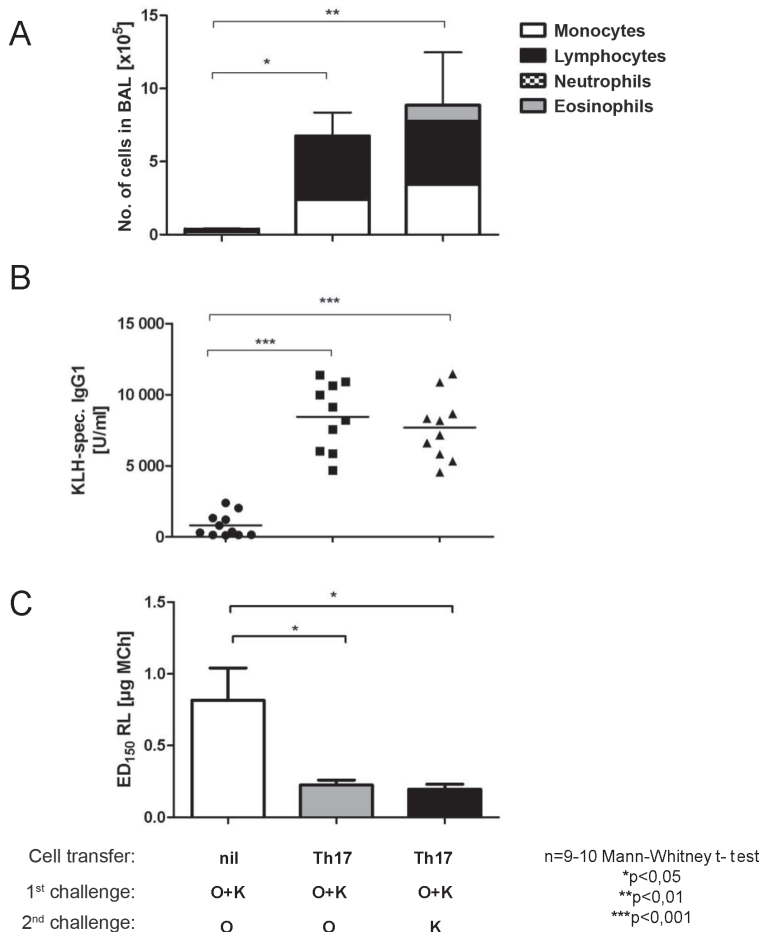 A
No. of cells in BAL [x10⁵]
15
10
5
0
*
**
Monocytes
Lymphocytes
Neutrophils
Eosinophils
B
KLH-spec. IgG1
[U/ml]
15 000
10 000
5 000
0
***
***
C
ED₁₅₀ RL [µg MCh]
1.5
1.0
0.5
0.0
*
*
Cell transfer: nil Th17 Th17
1st challenge: O+K O+K O+K
2nd challenge: O O K
n=9-10 Mann-Whitney t-test
*p<0,05
**p<0,01
***p<0,001